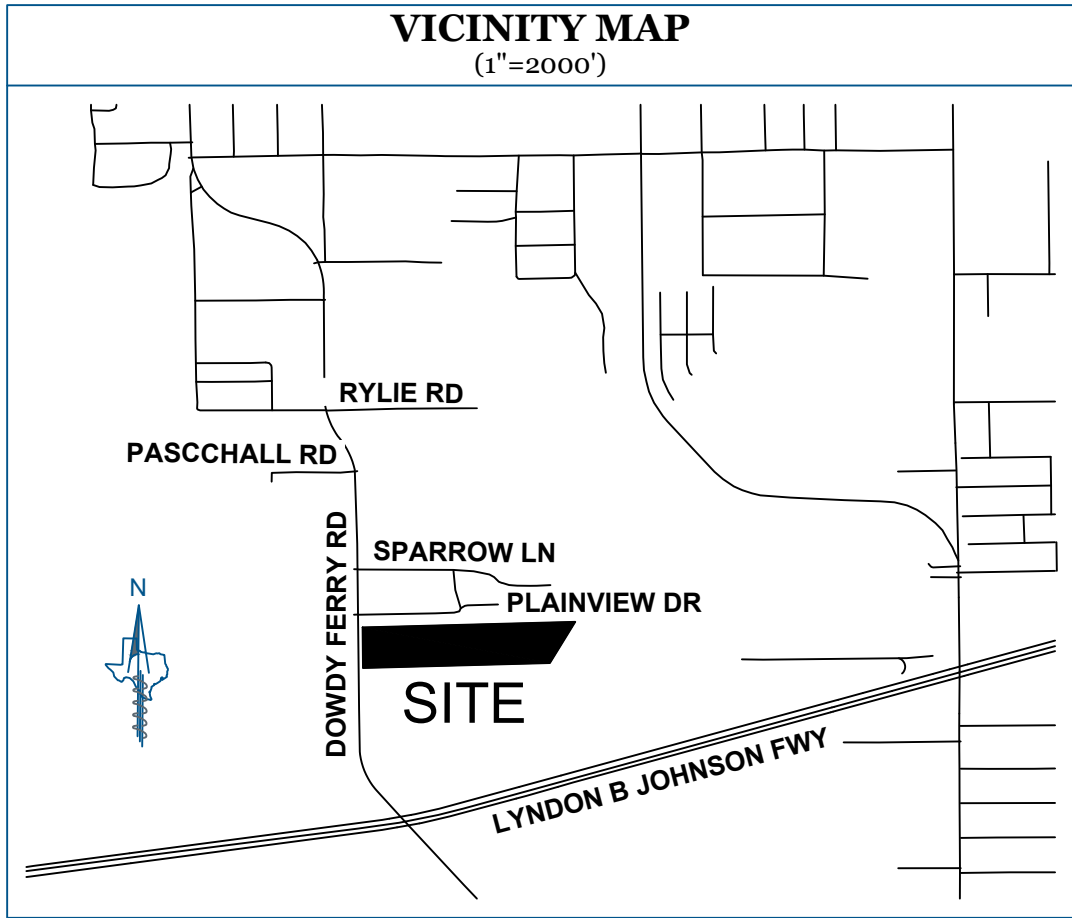 VICINITY MAP
(1"=2000')
RYLIE RD
PASCCHALL RD
DOWDY FERRY RD
SPARROW LN
PLAINVIEW DR
N
SITE
LYNDON B JOHNSON FWY